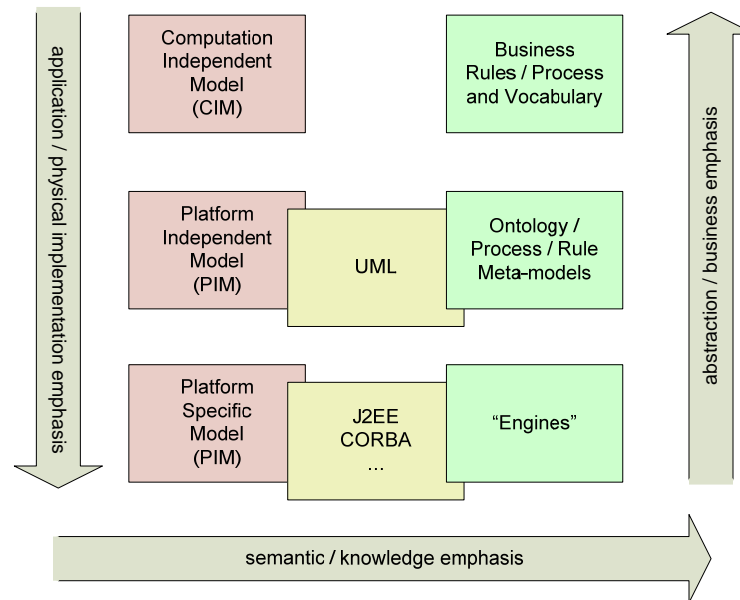 application / physical implementation emphasis
Computation
Independent
Model
(CIM)
Business
Rules / Process
and Vocabulary
Platform
Independent
Model
(PIM)
UML
Ontology /
Process / Rule
Meta-models
Platform
Specific
Model
(PIM)
J2EE
CORBA
…
“Engines”
abstraction / business emphasis
semantic / knowledge emphasis